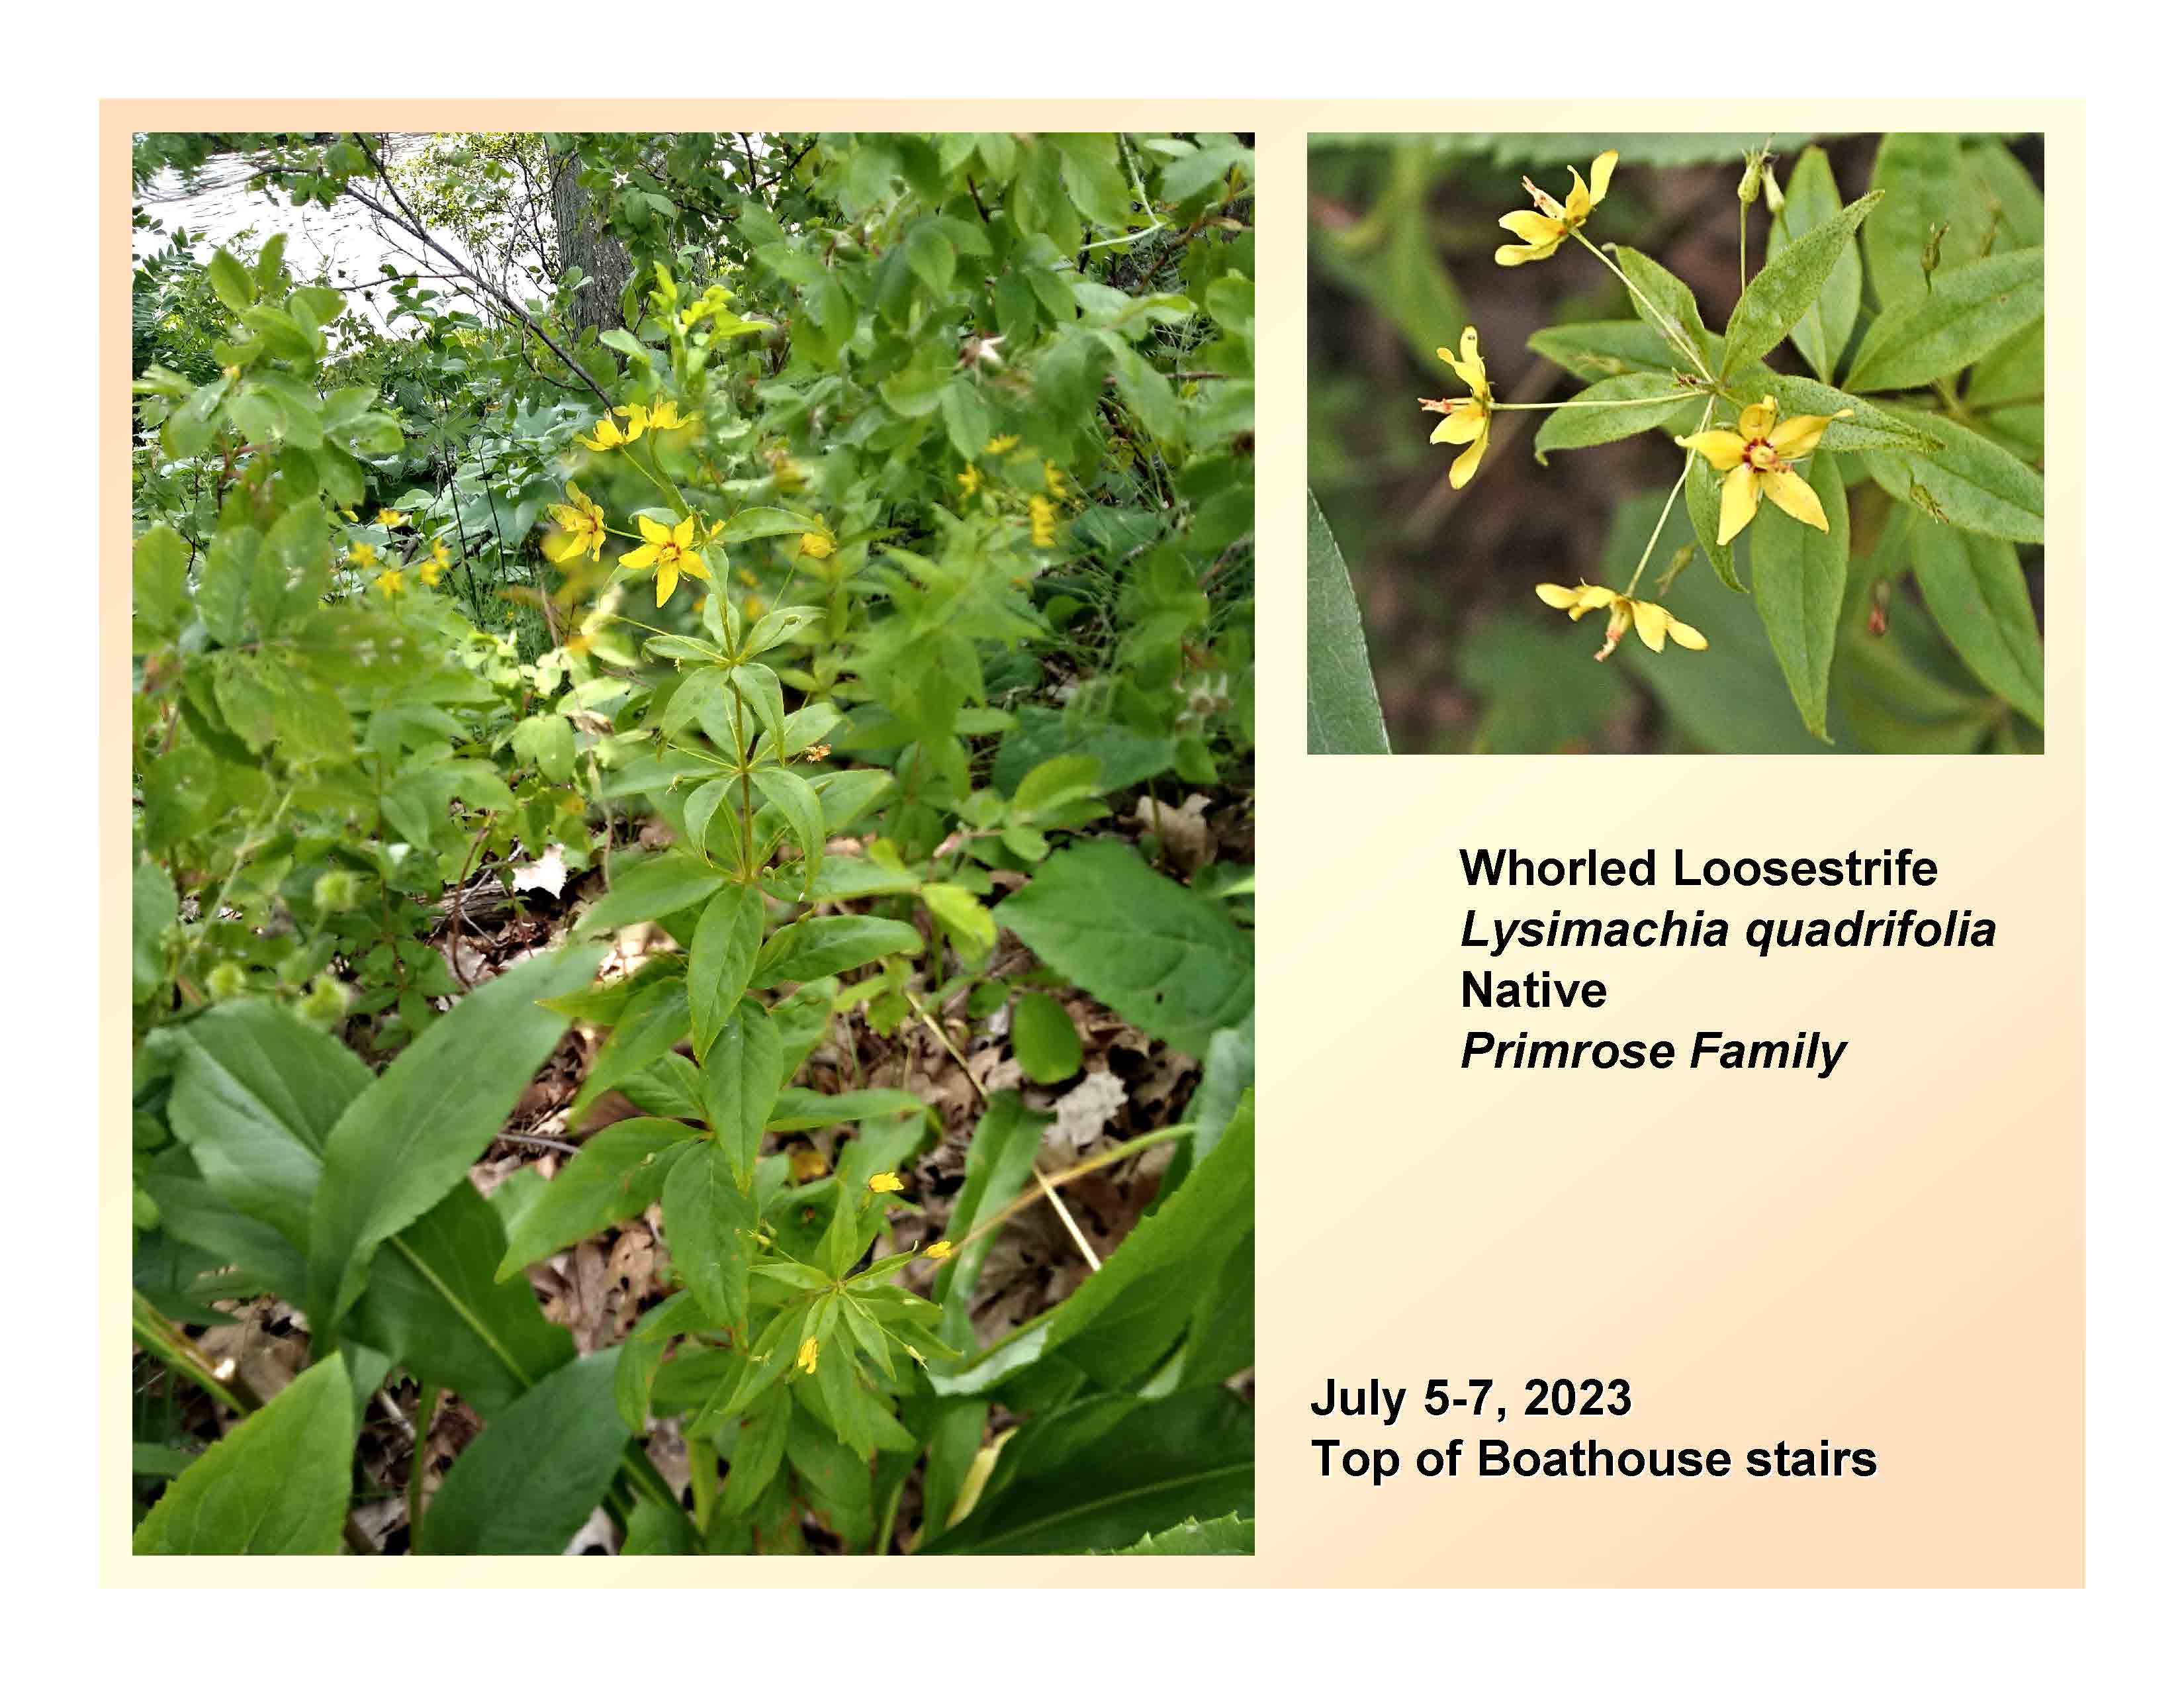 Whorled Loosestrife
Lysimachia quadrifolia
Native
Primrose Family
July 5-7, 2023
Top of Boathouse stairs